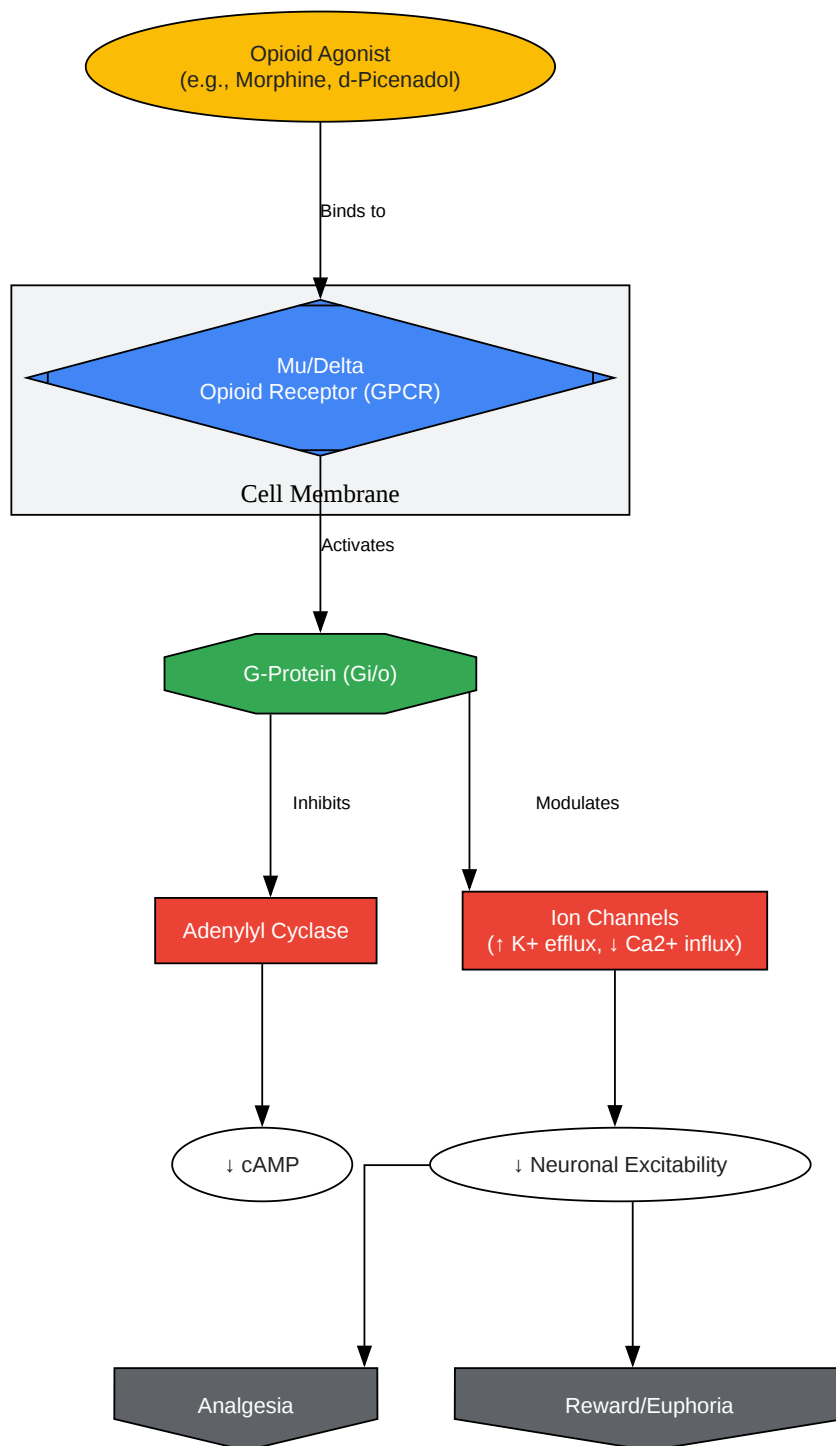 Opioid Agonist
(e.g., Morphine, d-Picenadol)
Binds to
Mu/Delta
Opioid Receptor (GPCR)
Cell Membrane
Activates
G-Protein (Gi/o)
Inhibits
Modulates
Adenylyl Cyclase
Ion Channels
(↑ K+ efflux, ↓ Ca2+ influx)
↓ cAMP
↓ Neuronal Excitability
Analgesia
Reward/Euphoria